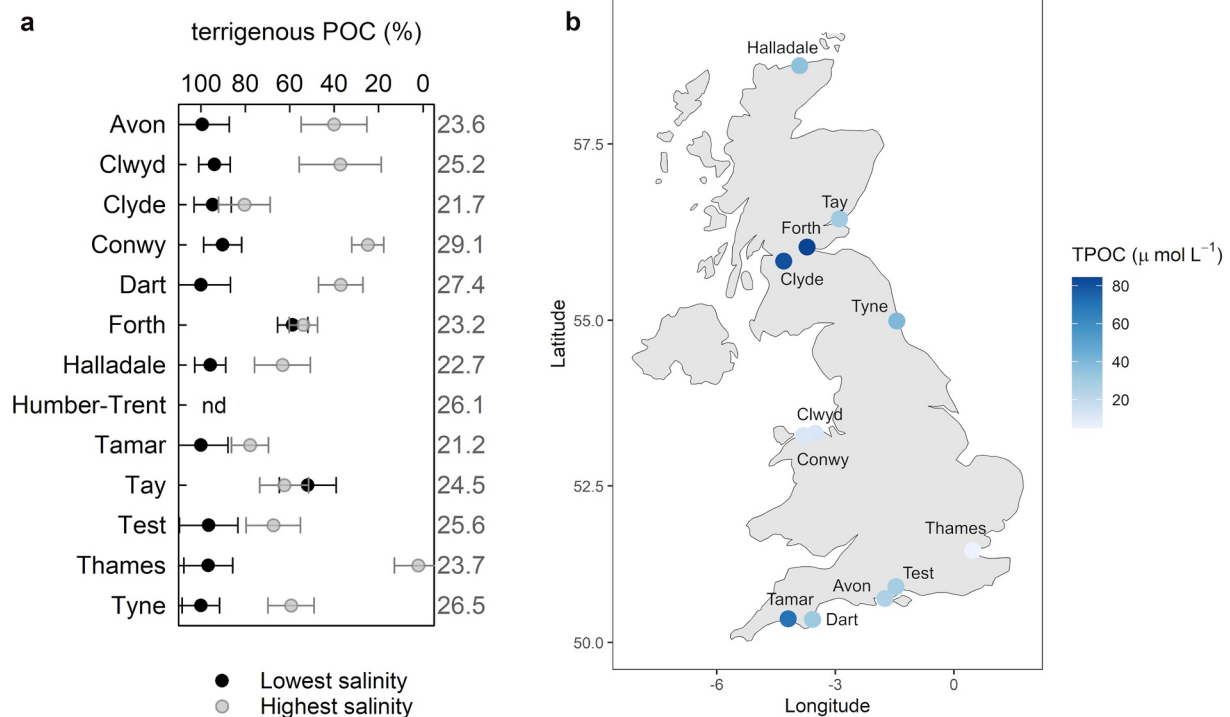 a
terrigenous POC (%)
100 80 60 40 20 0
Avon 23.6
Clwyd 25.2
Clyde 21.7
Conwy 29.1
Dart 27.4
Forth 23.2
Halladale 22.7
Humber-Trent nd 26.1
Tamar 21.2
Tay 24.5
Test 25.6
Thames 23.7
Tyne 26.5
Lowest salinity
Highest salinity
b
Halladale
57.5
Tay
Forth
Clyde
Tyne
55.0
Latitude
Clwyd
Conwy
52.5
Thames
Test
Avon
Tamar
Dart
50.0
-6 -3 0
Longitude
TPOC (μ mol L⁻¹)
80
60
40
20